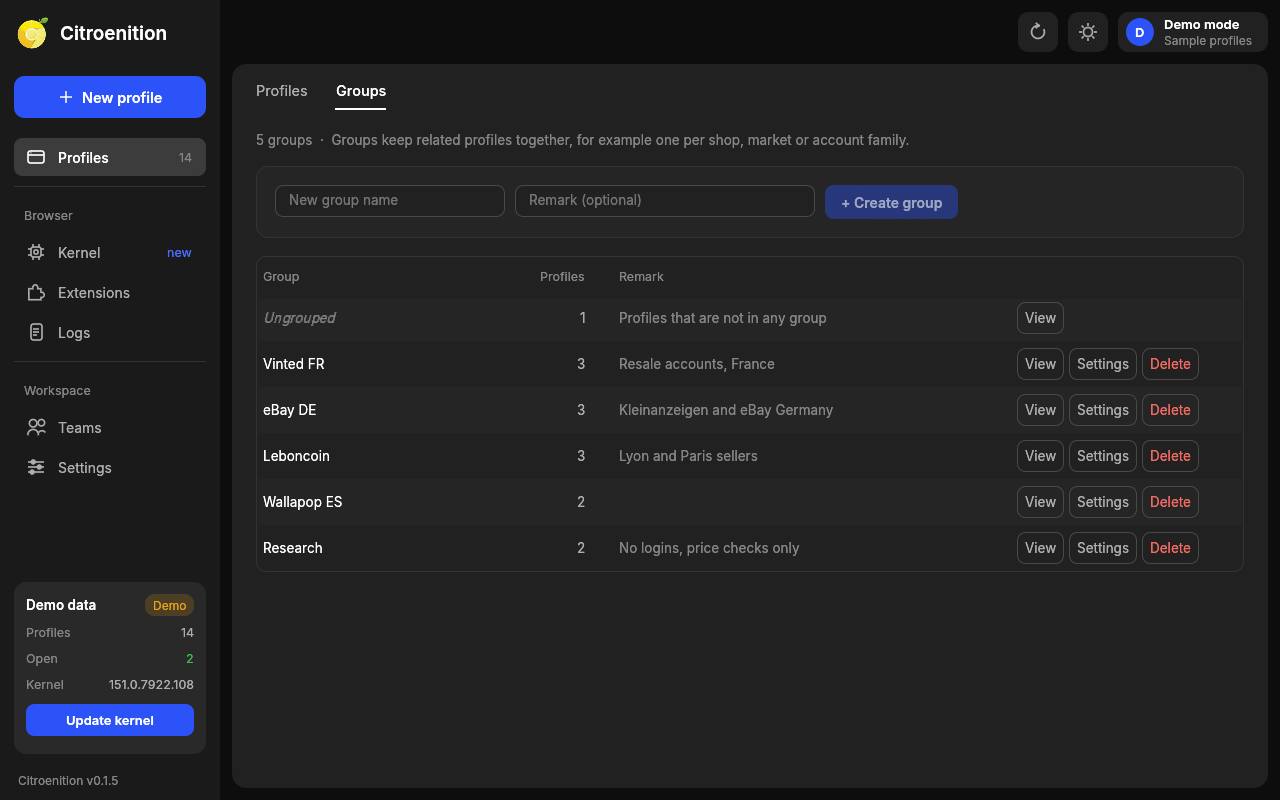 Citroenition
New profile
Profiles 14
Browser
Kernel new
Extensions
Logs
Workspace
Teams
Settings
Demo data Demo
Profiles 14
Open 2
Kernel 151.0.7922.108
Update kernel
Citroenition v0.1.5
D
Demo mode
Sample profiles
Profiles Groups
5 groups · Groups keep related profiles together, for example one per shop, market or account family.
New group name Remark (optional) + Create group
Group Profiles Remark
Ungrouped 1 Profiles that are not in any group View
Vinted FR 3 Resale accounts, France View Settings Delete
eBay DE 3 Kleinanzeigen and eBay Germany View Settings Delete
Leboncoin 3 Lyon and Paris sellers View Settings Delete
Wallapop ES 2 View Settings Delete
Research 2 No logins, price checks only View Settings Delete